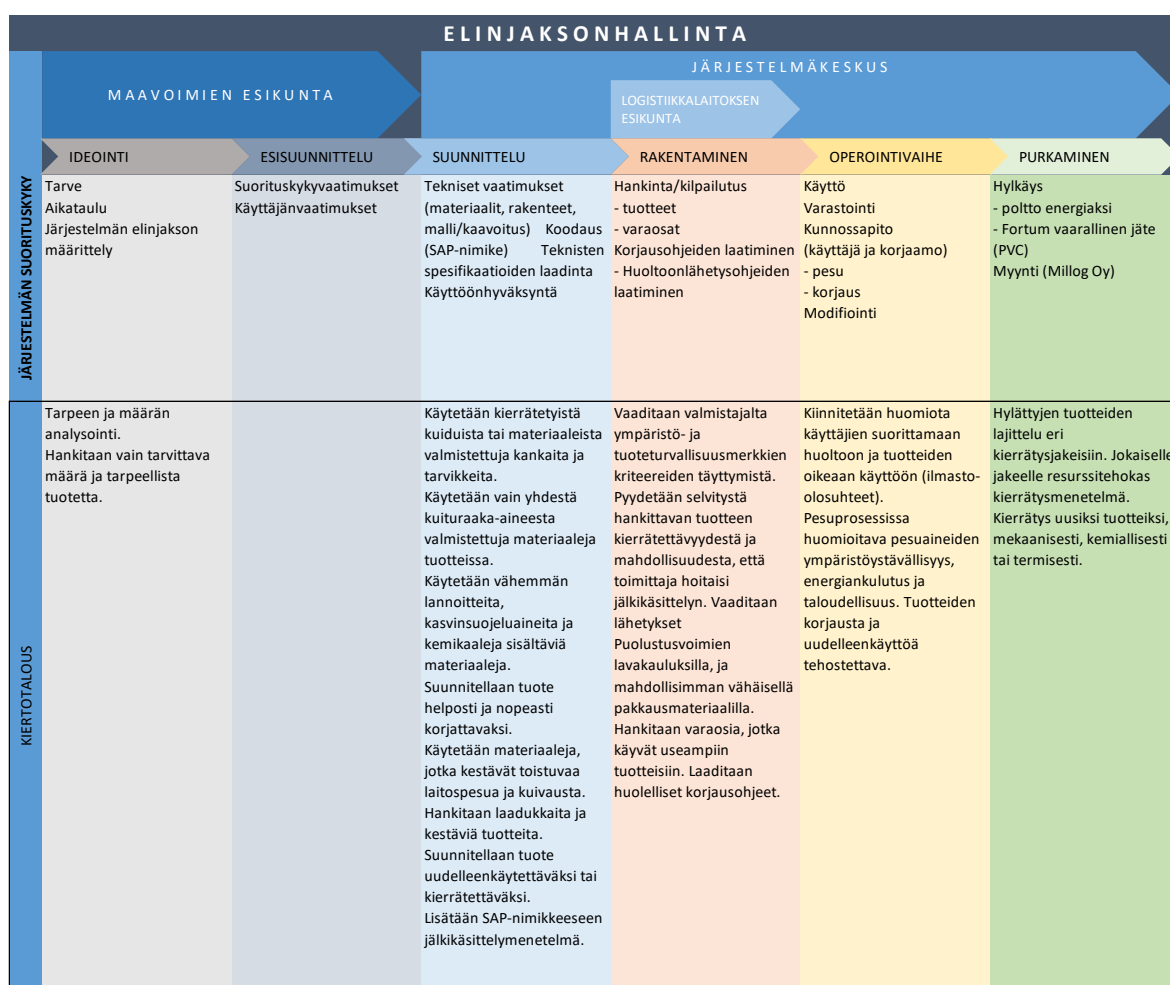 ELINJAKSONHALLINTA
MAAVOIMIEN ESIKUNTA
JÄRJESTELMÄKESKUS
LOGISTIIKKALAITOKSEN
ESIKUNTA
IDEOINTI
ESISUUNNITTELU
SUUNNITTELU
RAKENTAMINEN
OPEROINTIVAIHE
PURKAMINEN
JÄRJESTELMÄN SUORITUSKYKY
Tarve
Aikataulu
Järjestelmän elinjakson
määrittely
Suorituskykyvaatimukset
Käyttäjänvaatimukset
Tekniset vaatimukset
(materiaalit, rakenteet,
malli/kaavoitus) Koodaus
(SAP-nimike) Teknisten
spesifikaatioiden laadinta
Käyttöönhyväksyntä
Hankinta/kilpailutus
- tuotteet
- varaosat
Korjausohjeiden laatiminen
- Huoltoonlähetysohjeiden
laatiminen
Käyttö
Varastointi
Kunnossapito
(käyttäjä ja korjaamo)
- pesu
- korjaus
Modifiointi
Hylkäys
- poltto energiaksi
- Fortum vaarallinen jäte
(PVC)
Myynti (Millog Oy)
KIERTOTALOUS
Tarpeen ja määrän
analysointi.
Hankitaan vain tarvittava
määrä ja tarpeellista
tuotetta.
Käytetään kierrätetyistä
kuiduista tai materiaaleista
valmistettuja kankaita ja
tarvikkeita.
Käytetään vain yhdestä
kuituraaka-aineesta
valmistettuja materiaaleja
tuotteissa.
Käytetään vähemmän
lannoitteita,
kasvinsuojeluaineita ja
kemikaaleja sisältäviä
materiaaleja.
Suunnitellaan tuote
helposti ja nopeasti
korjattavaksi.
Käytetään materiaaleja,
jotka kestävät toistuvaa
laitospesua ja kuivausta.
Hankitaan laadukkaita ja
kestäviä tuotteita.
Suunnitellaan tuote
uudelleenkäytettäväksi tai
kierrätettäväksi.
Lisätään SAP-nimikkeeseen
jälkikäsittelymenetelmä.
Vaaditaan valmistajalta
ympäristö- ja
tuoteturvallisuusmerkkien
kriteereiden täyttymistä.
Pyydetään selvitystä
hankittavan tuotteen
kierrätettävyydestä ja
mahdollisuudesta, että
toimittaja hoitaisi
jälkikäsittelyn. Vaaditaan
lähetykset
Puolustusvoimien
lavakauluksilla, ja
mahdollisimman vähäisellä
pakkausmateriaalilla.
Hankitaan varaosia, jotka
käyvät useampiin
tuotteisiin. Laaditaan
huolelliset korjausohjeet.
Kiinnitetään huomiota
käyttäjien suorittamaan
huoltoon ja tuotteiden
oikeaan käyttöön (ilmasto-
olosuhteet).
Pesuprosessissa
huomioitava pesuaineiden
ympäristöystävällisyys,
energiankulutus ja
taloudellisuus. Tuotteiden
korjausta ja
uudelleenkäyttöä
tehostettava.
Hylättyjen tuotteiden
lajittelu eri
kierrätysjakeisiin. Jokaiselle
jakeelle resurssitehokas
kierrätysmenetelmä.
Kierrätys uusiksi tuotteiksi,
mekaanisesti, kemiallisesti
tai termisesti.